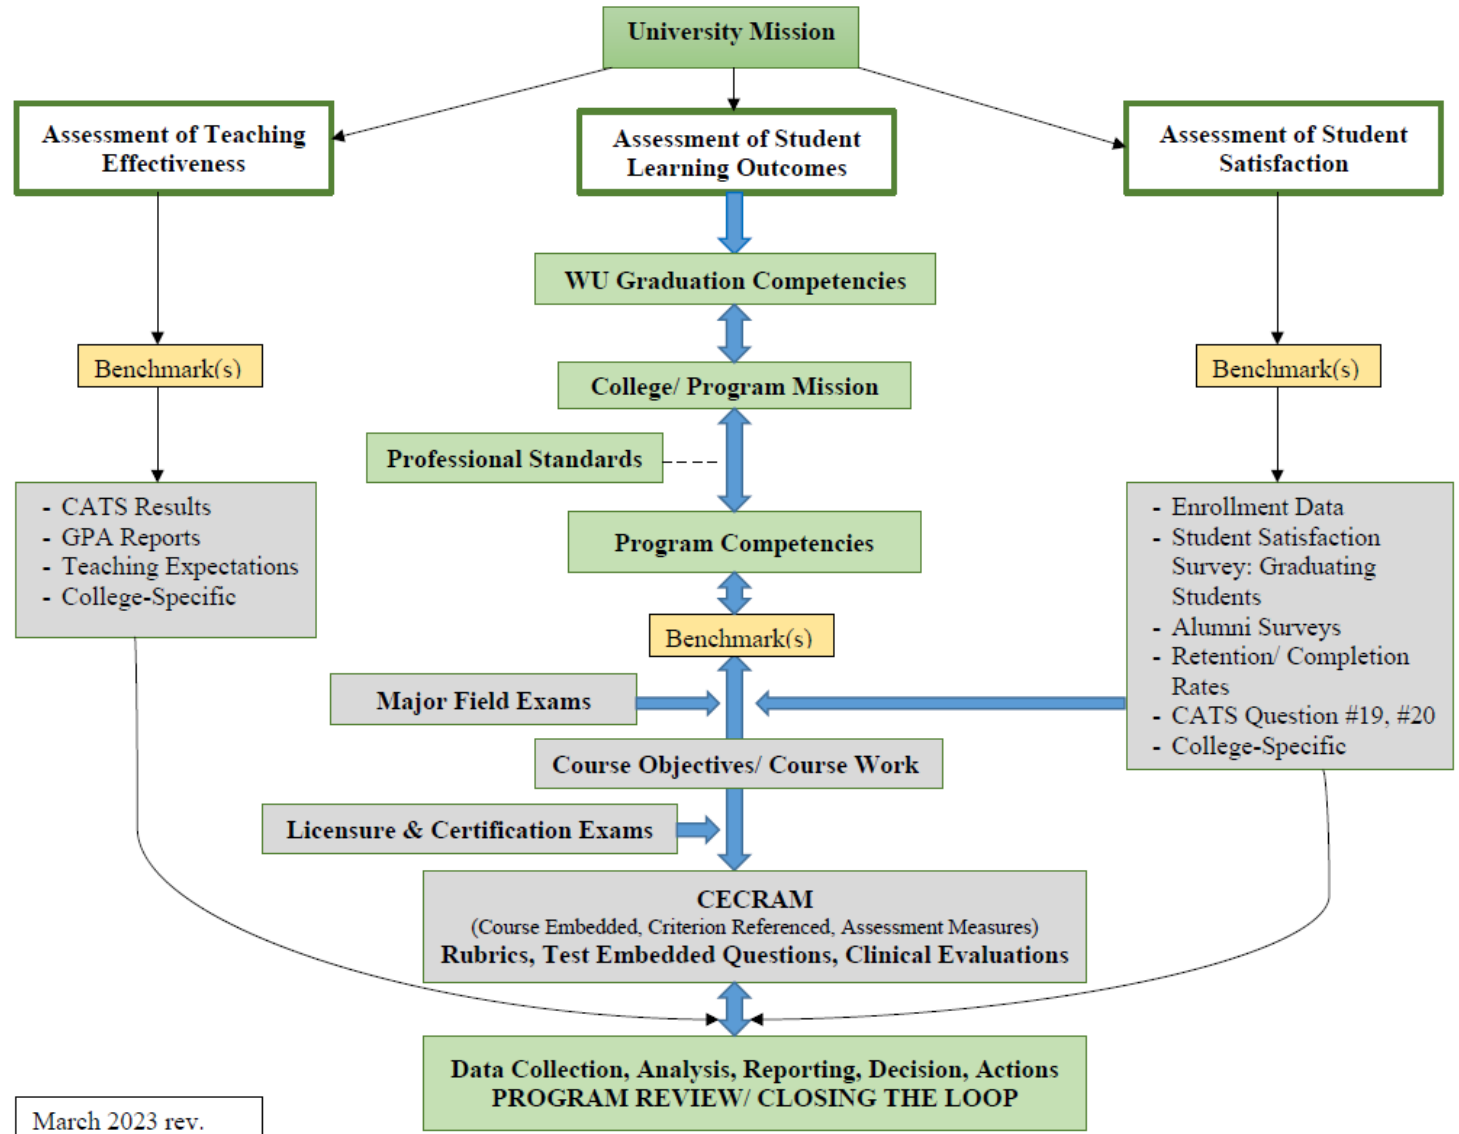 University Mission
Assessment of Teaching
Effectiveness
Assessment of Student
Learning Outcomes
Assessment of Student
Satisfaction
WU Graduation Competencies
Benchmark(s)
College/ Program Mission
Benchmark(s)
Professional Standards
- CATS Results
- GPA Reports
- Teaching Expectations
- College-Specific
Program Competencies
- Enrollment Data
- Student Satisfaction
Survey: Graduating
Students
- Alumni Surveys
- Retention/ Completion
Rates
- CATS Question #19, #20
- College-Specific
Benchmark(s)
Major Field Exams
Course Objectives/ Course Work
Licensure & Certification Exams
CECRAM
(Course Embedded, Criterion Referenced, Assessment Measures)
Rubrics, Test Embedded Questions, Clinical Evaluations
Data Collection, Analysis, Reporting, Decision, Actions
PROGRAM REVIEW/ CLOSING THE LOOP
March 2023 rev.